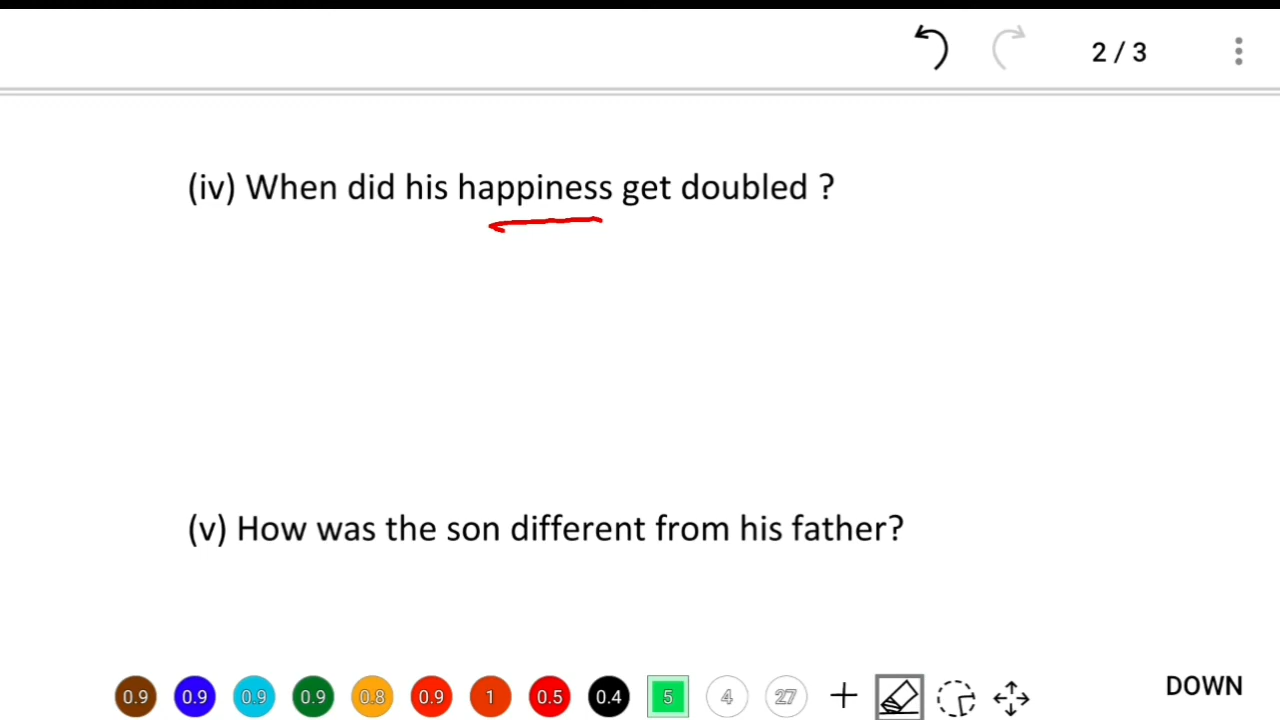 2 / 3
(iv) When did his happiness get doubled ?
(v) How was the son different from his father?
0.9 0.9 0.9 0.9 0.8 0.9 1 0.5 0.4 5 4 27
DOWN